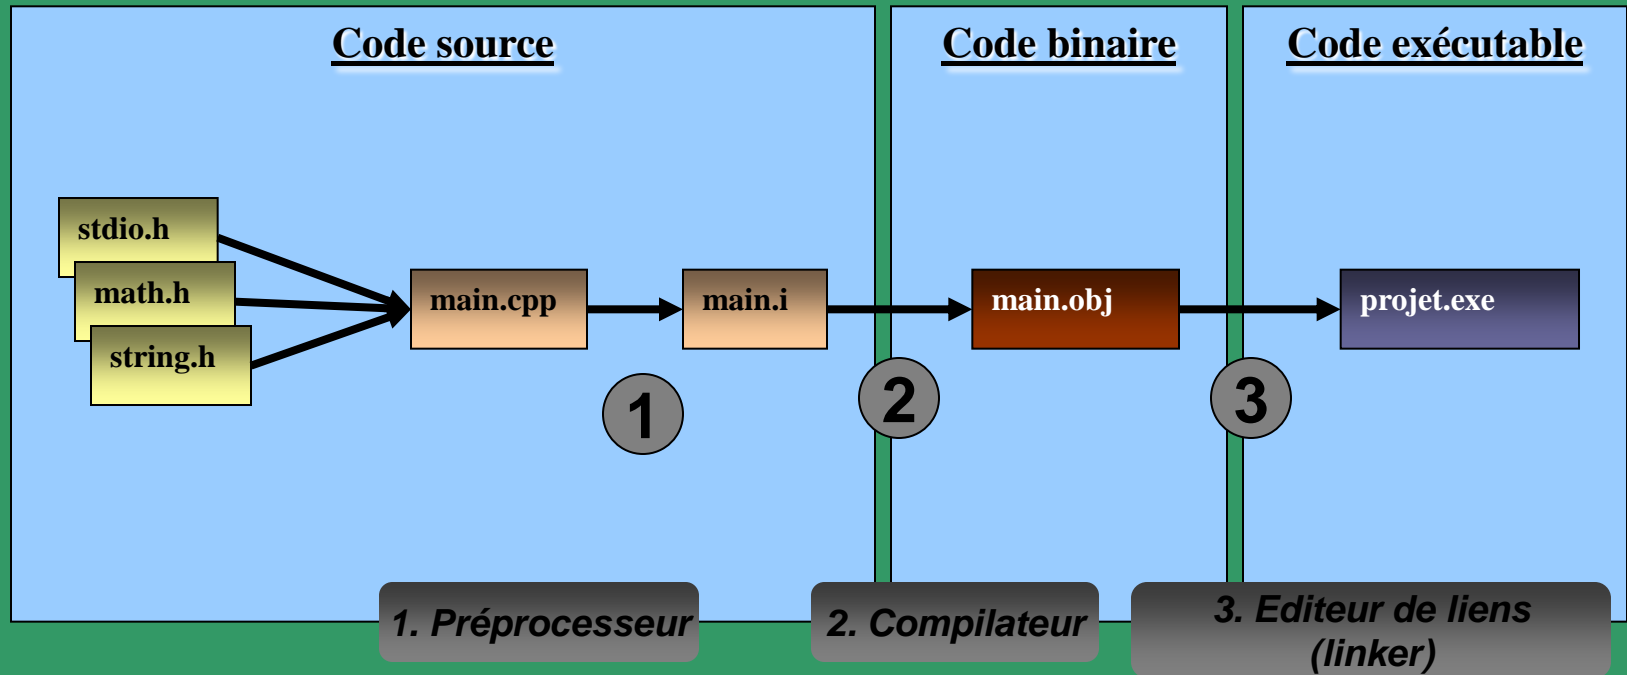 Code source
Code binaire
Code exécutable
stdio.h
math.h
string.h
main.cpp
main.i
main.obj
projet.exe
1
2
3
1. Préprocesseur
2. Compilateur
3. Editeur de liens
(linker)